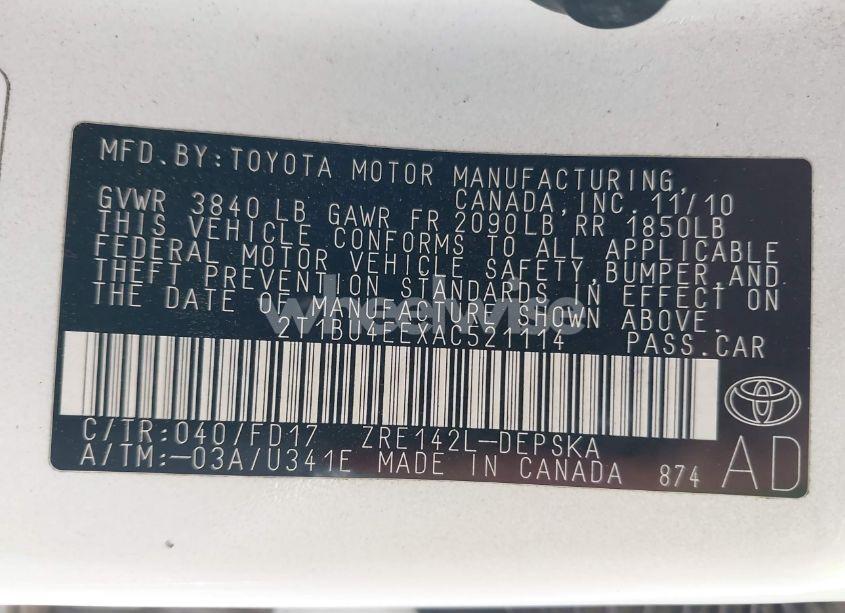 MFD.BY:TOYOTA MOTOR MANUFACTURING,
CANADA,INC.11/10
GVWR 3840LB GAWR FR 2090LB RR 1850LB
THIS VEHICLE CONFORMS TO ALL APPLICABLE
FEDERAL MOTOR VEHICLE SAFETY,BUMPER,AND
THEFT PREVENTION STANDARDS IN EFFECT ON
THE DATE OF MANUFACTURE SHOWN ABOVE.
wheelwise
2T1BU4EEXAC521114 PASS.CAR
C/TR:040/FD17 ZRE142L-DEPSKA
A/TM:-03A/U341E MADE IN CANADA 874
AD